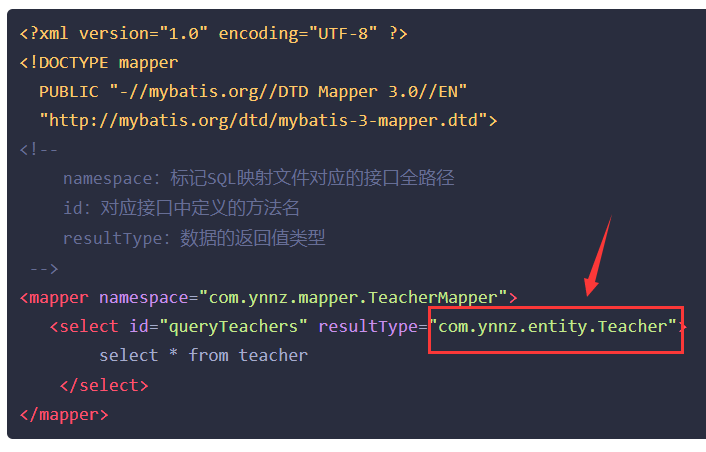 <?xml version="1.0" encoding="UTF-8" ?>
<!DOCTYPE mapper
PUBLIC "-//mybatis.org//DTD Mapper 3.0//EN"
"http://mybatis.org/dtd/mybatis-3-mapper.dtd">
<!--
namespace：标记SQL映射文件对应的接口全路径
id：对应接口中定义的方法名
resultType：数据的返回值类型
-->
<mapper namespace="com.ynnz.mapper.TeacherMapper">
<select id="queryTeachers" resultType="com.ynnz.entity.Teacher">
select * from teacher
</select>
</mapper>